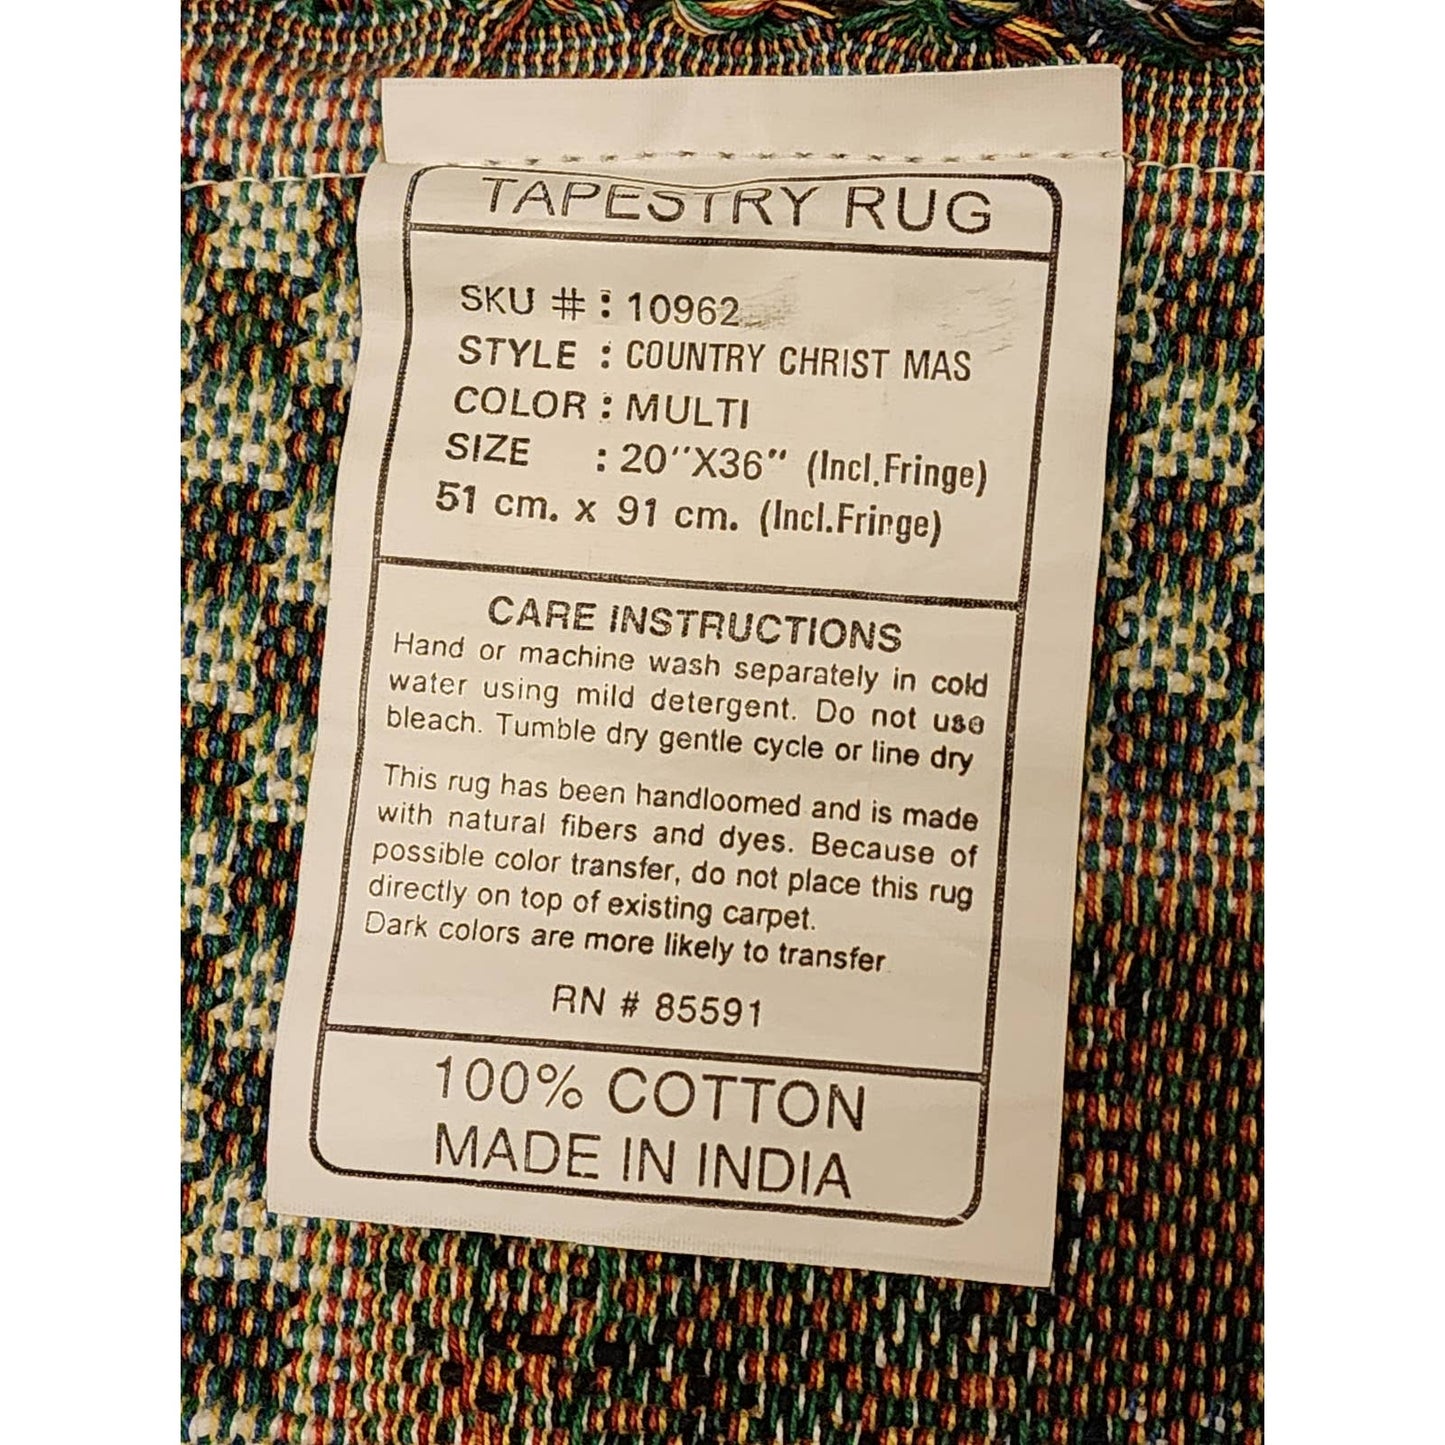 TAPESTRY RUG
SKU # : 10962
STYLE : COUNTRY CHRIST MAS
COLOR : MULTI
SIZE : 20"X36" (Incl.Fringe)
51 cm. x 91 cm. (Incl.Fringe)
CARE INSTRUCTIONS
Hand or machine wash separately in cold
water using mild detergent. Do not use
bleach. Tumble dry gentle cycle or line dry
This rug has been handloomed and is made
with natural fibers and dyes. Because of
possible color transfer, do not place this rug
directly on top of existing carpet.
Dark colors are more likely to transfer.
RN # 85591
100% COTTON
MADE IN INDIA